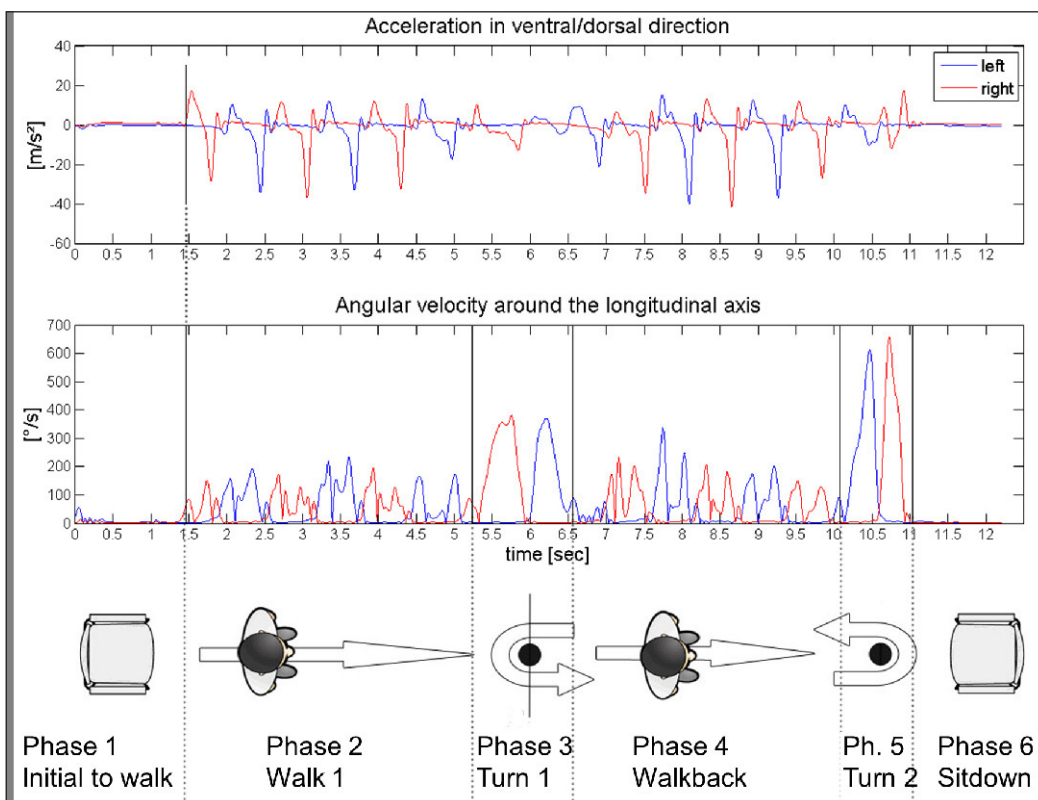 Acceleration in ventral/dorsal direction
40
20
0
-20
-40
-60
[m/s²]
left
right
0 0.5 1 1.5 2 2.5 3 3.5 4 4.5 5 5.5 6 6.5 7 7.5 8 8.5 9 9.5 10 10.5 11 11.5 12
Angular velocity around the longitudinal axis
700
600
500
400
300
200
100
0
[°/s]
0 0.5 1 1.5 2 2.5 3 3.5 4 4.5 5 5.5 6 6.5 7 7.5 8 8.5 9 9.5 10 10.5 11 11.5 12
time [sec]
Phase 1 Phase 2 Phase 3 Phase 4 Ph. 5 Phase 6
Initial to walk Walk 1 Turn 1 Walkback Turn 2 Sitdown